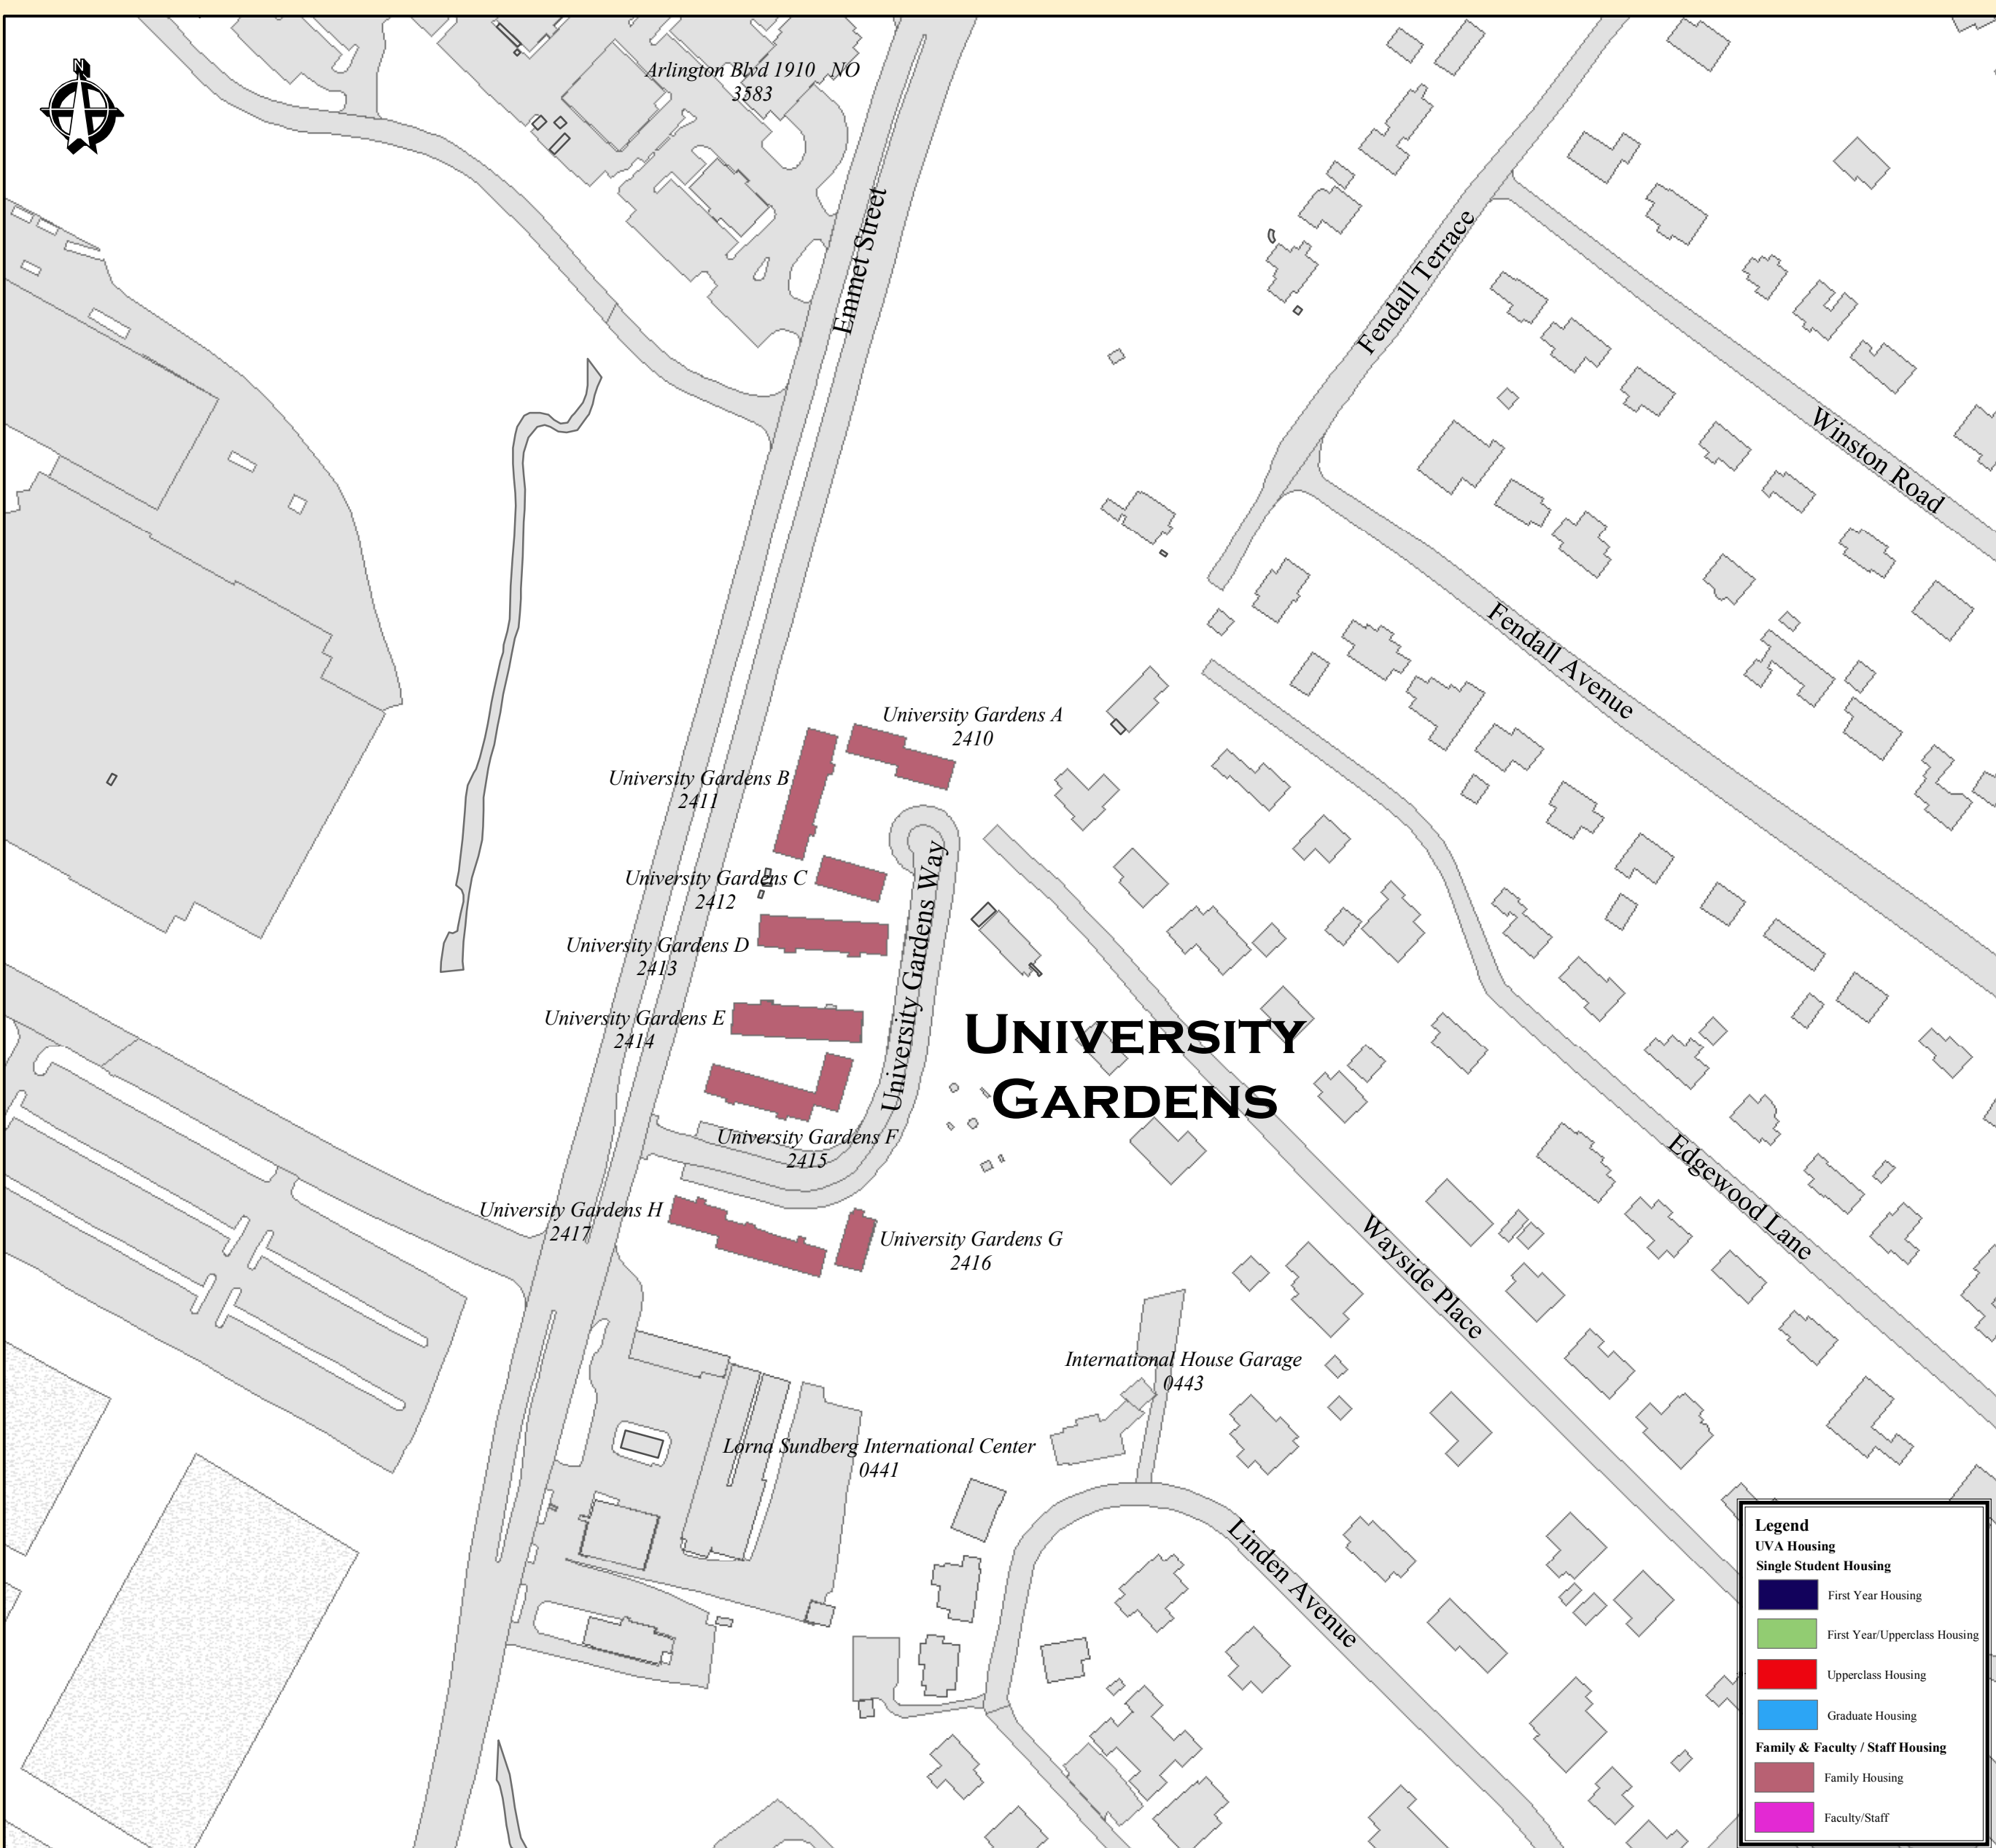 N
Arlington Blvd 1910 NO
3583
Emmet Street
Fendall Terrace
Winston Road
Fendall Avenue
University Gardens A
2410
University Gardens B
2411
University Gardens C
2412
University Gardens D
2413
University Gardens Way
University Gardens E
2414
UNIVERSITY
GARDENS
University Gardens F
2415
Edgewood Lane
University Gardens H
2417
University Gardens G
2416
Wayside Place
International House Garage
0443
Lorna Sundberg International Center
0441
Linden Avenue
Legend
UVA Housing
Single Student Housing
First Year Housing
First Year/Upperclass Housing
Upperclass Housing
Graduate Housing
Family & Faculty / Staff Housing
Family Housing
Faculty/Staff